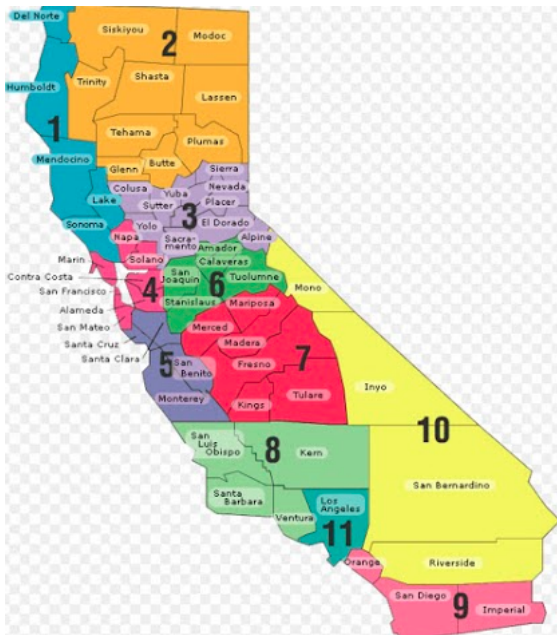 Del Norte
Siskiyou
Modoc
2
Humboldt
Trinity
Shasta
Lassen
1
Tehama
Plumas
Mendocino
Glenn
Butte
Sierra
Colusa
Yuba
Nevada
Lake
Sutter
Placer
3
Sonoma
Yolo
El Dorado
Napa
Sacra-
mento
Alpine
Amador
Marin
Solano
Calaveras
Contra Costa
San
Joaquin
Tuolumne
San Francisco
4
6
Mono
Alameda
Stanislaus
Mariposa
San Mateo
Merced
Santa Cruz
Madera
Santa Clara
5
San
Benito
Fresno
7
Inyo
Monterey
Kings
Tulare
10
San
Luis
Obispo
8
Kern
San Bernardino
Santa
Barbara
Los
Angeles
Ventura
11
Orange
Riverside
San Diego
9
Imperial